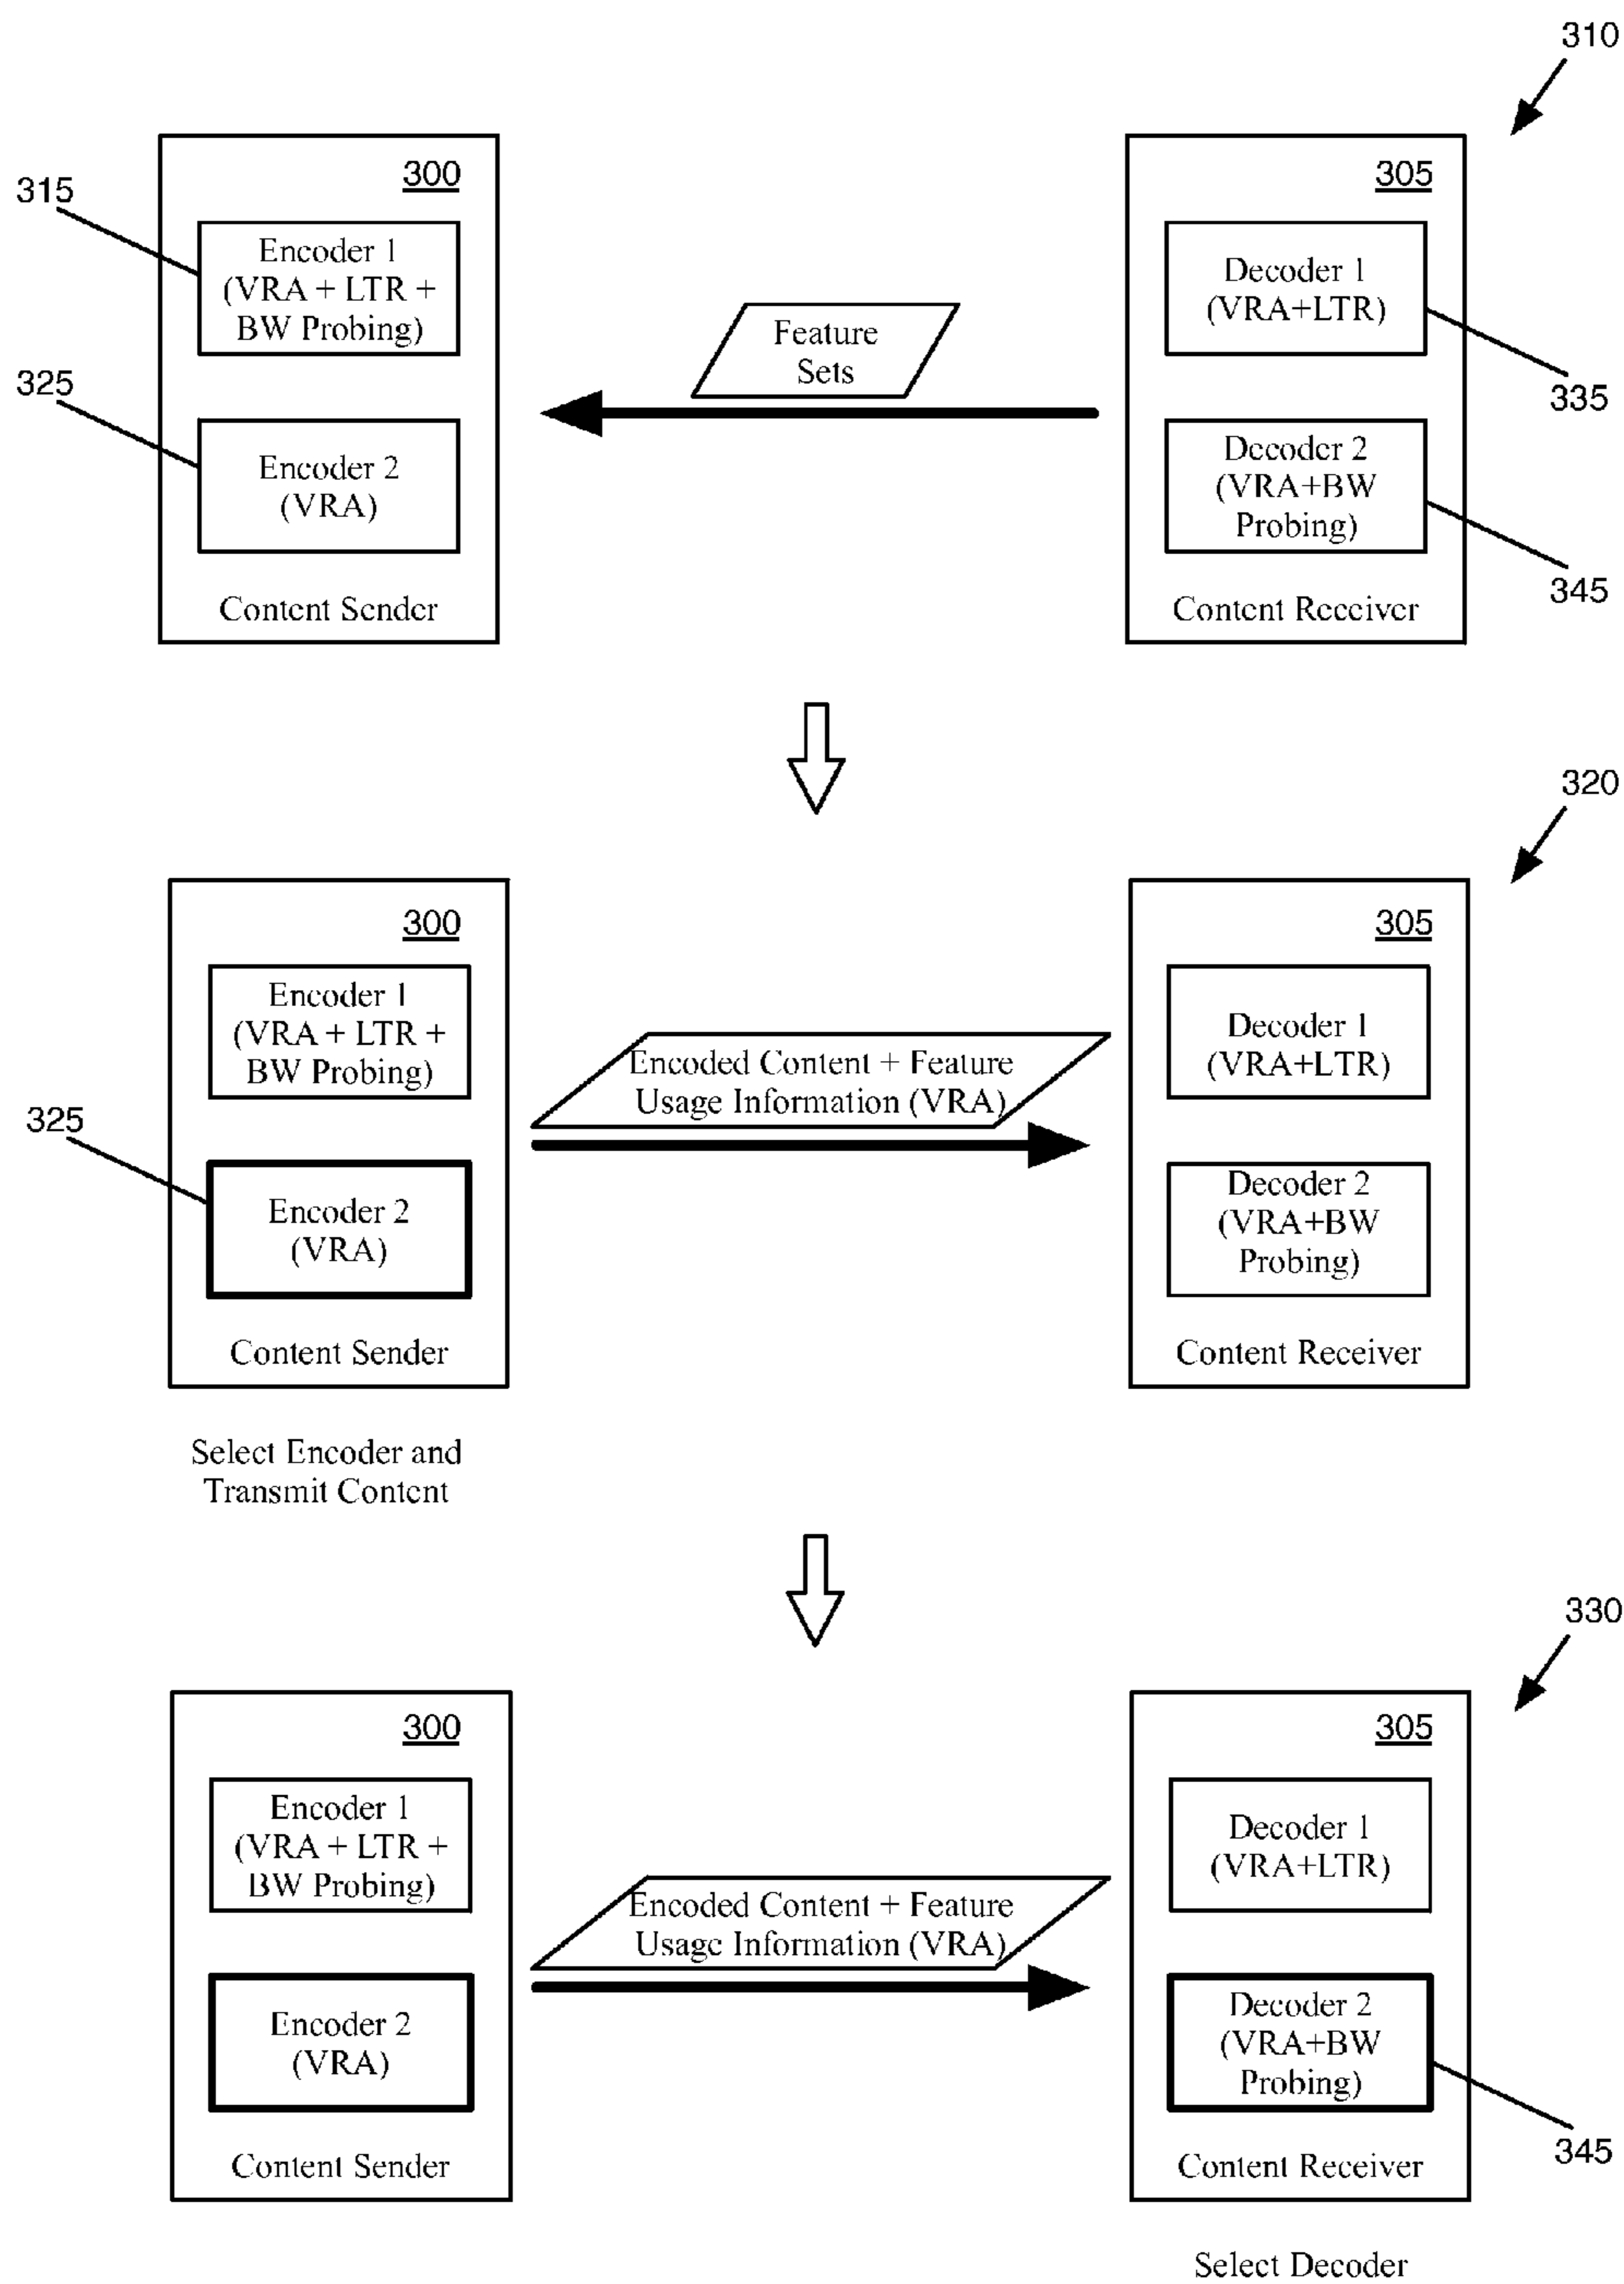 310
300
305
315
Encoder 1
(VRA + LTR +
BW Probing)
Decoder 1
(VRA+LTR)
Feature
Sets
325
335
Encoder 2
(VRA)
Decoder 2
(VRA+BW
Probing)
345
Content Sender
Content Receiver
320
300
305
Encoder 1
(VRA + LTR +
BW Probing)
Decoder 1
(VRA+LTR)
Encoded Content + Feature
Usage Information (VRA)
325
Encoder 2
(VRA)
Decoder 2
(VRA+BW
Probing)
Content Sender
Content Receiver
Select Encoder and
Transmit Content
330
300
305
Encoder 1
(VRA + LTR +
BW Probing)
Decoder 1
(VRA+LTR)
Encoded Content + Feature
Usage Information (VRA)
Encoder 2
(VRA)
Decoder 2
(VRA+BW
Probing)
345
Content Sender
Content Receiver
Select Decoder